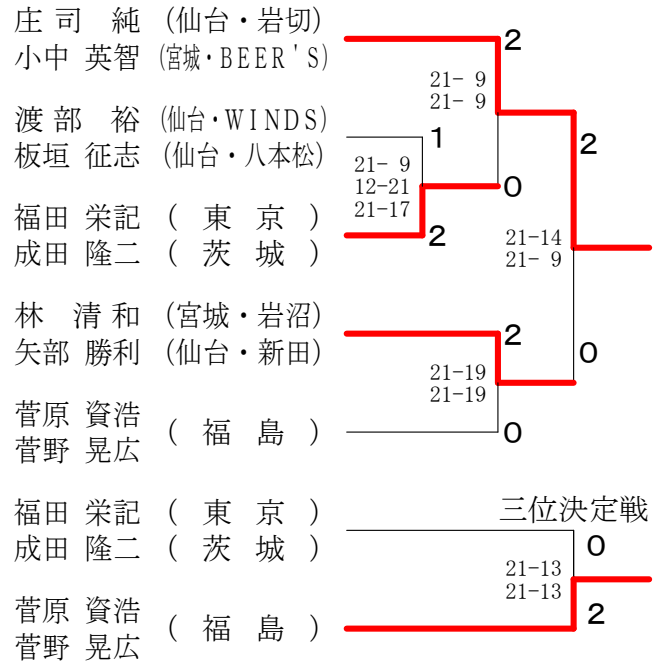 庄司 純 (仙台・岩切)
小中 英智 (宮城・BEER'S)
2
21- 9
21- 9
渡部 裕 (仙台・WINDS)
板垣 征志 (仙台・八本松)
1
2
21- 9
12-21
21-17
0
福田 栄記 ( 東 京 )
成田 隆二 ( 茨 城 )
2
21-14
21- 9
林 清和 (宮城・岩沼)
矢部 勝利 (仙台・新田)
2
0
21-19
21-19
菅原 資浩
菅野 晃広
( 福 島 )
0
福田 栄記 ( 東 京 )
成田 隆二 ( 茨 城 )
三位決定戦
0
21-13
21-13
菅原 資浩
菅野 晃広
( 福 島 )
2